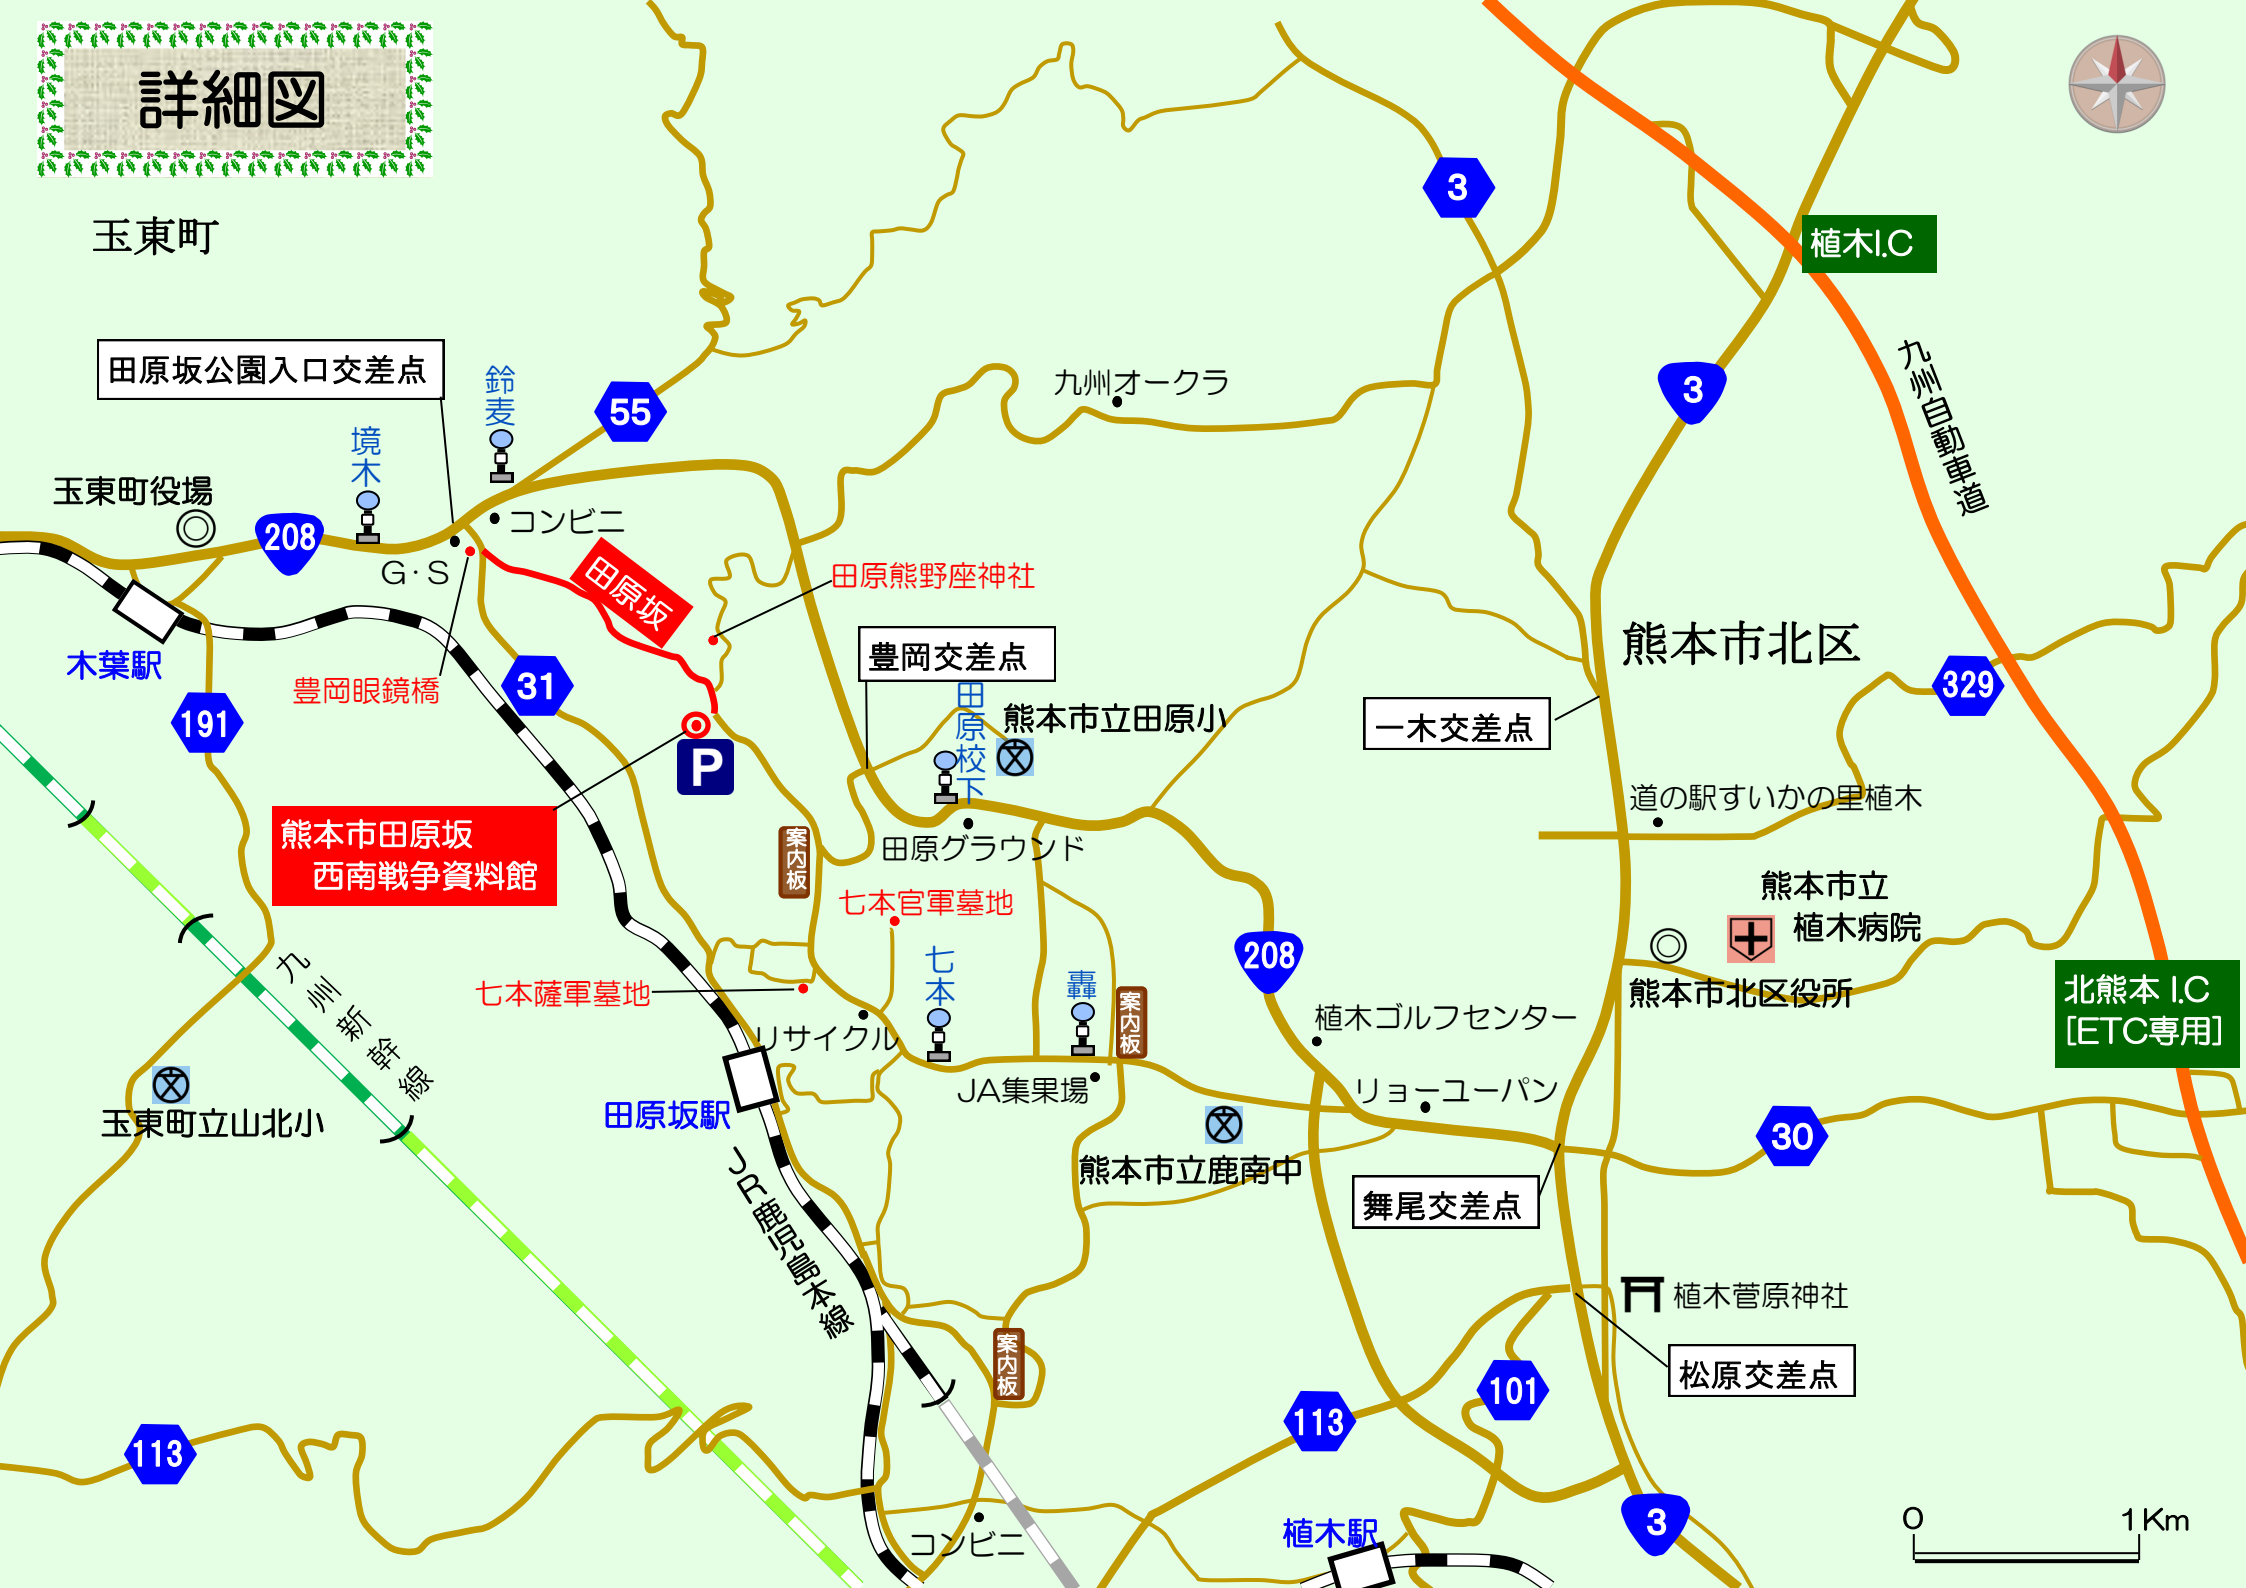 詳細図
玉東町
3
植木I.C
九州自動車道
3
田原坂公園入口交差点
鈴麦
55
九州オークラ
境木
玉東町役場
208
コンビニ
G・S
田原坂
田原熊野座神社
木葉駅
豊岡眼鏡橋
31
豊岡交差点
熊本市北区
329
191
P
田原校下
熊本市立田原小
文
一木交差点
道の駅すいかの里植木
熊本市田原坂
西南戦争資料館
案内板
田原グラウンド
七本官軍墓地
熊本市立
植木病院
208
熊本市北区役所
北熊本 I.C
[ETC専用]
九州新幹線
七本薩軍墓地
七本
轟
案内板
リサイクル
植木ゴルフセンター
文
玉東町立山北小
田原坂駅
JA集果場
リョーユーパン
文
熊本市立鹿南中
30
JR鹿児島本線
舞尾交差点
植木菅原神社
松原交差点
案内板
101
113
113
コンビニ
植木駅
3
0
1Km